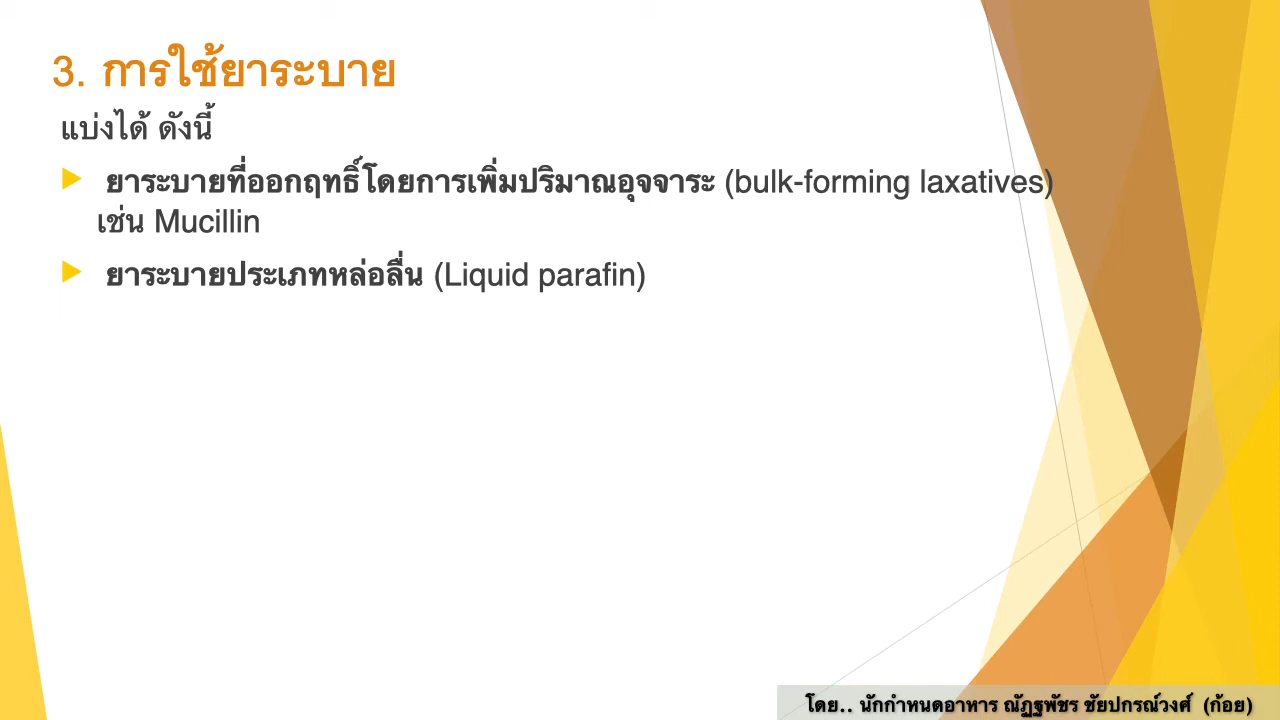 3. การใช้ยาระบาย
แบ่งได้ ดังนี้
ยาระบายที่ออกฤทธิ์โดยการเพิ่มปริมาณอุจจาระ (bulk-forming laxatives)
เช่น Mucillin
ยาระบายประเภทหล่อลื่น (Liquid parafin)
โดย.. นักกำหนดอาหาร ณัฏฐพัชร ชัยปกรณ์วงศ์ (ก้อย)